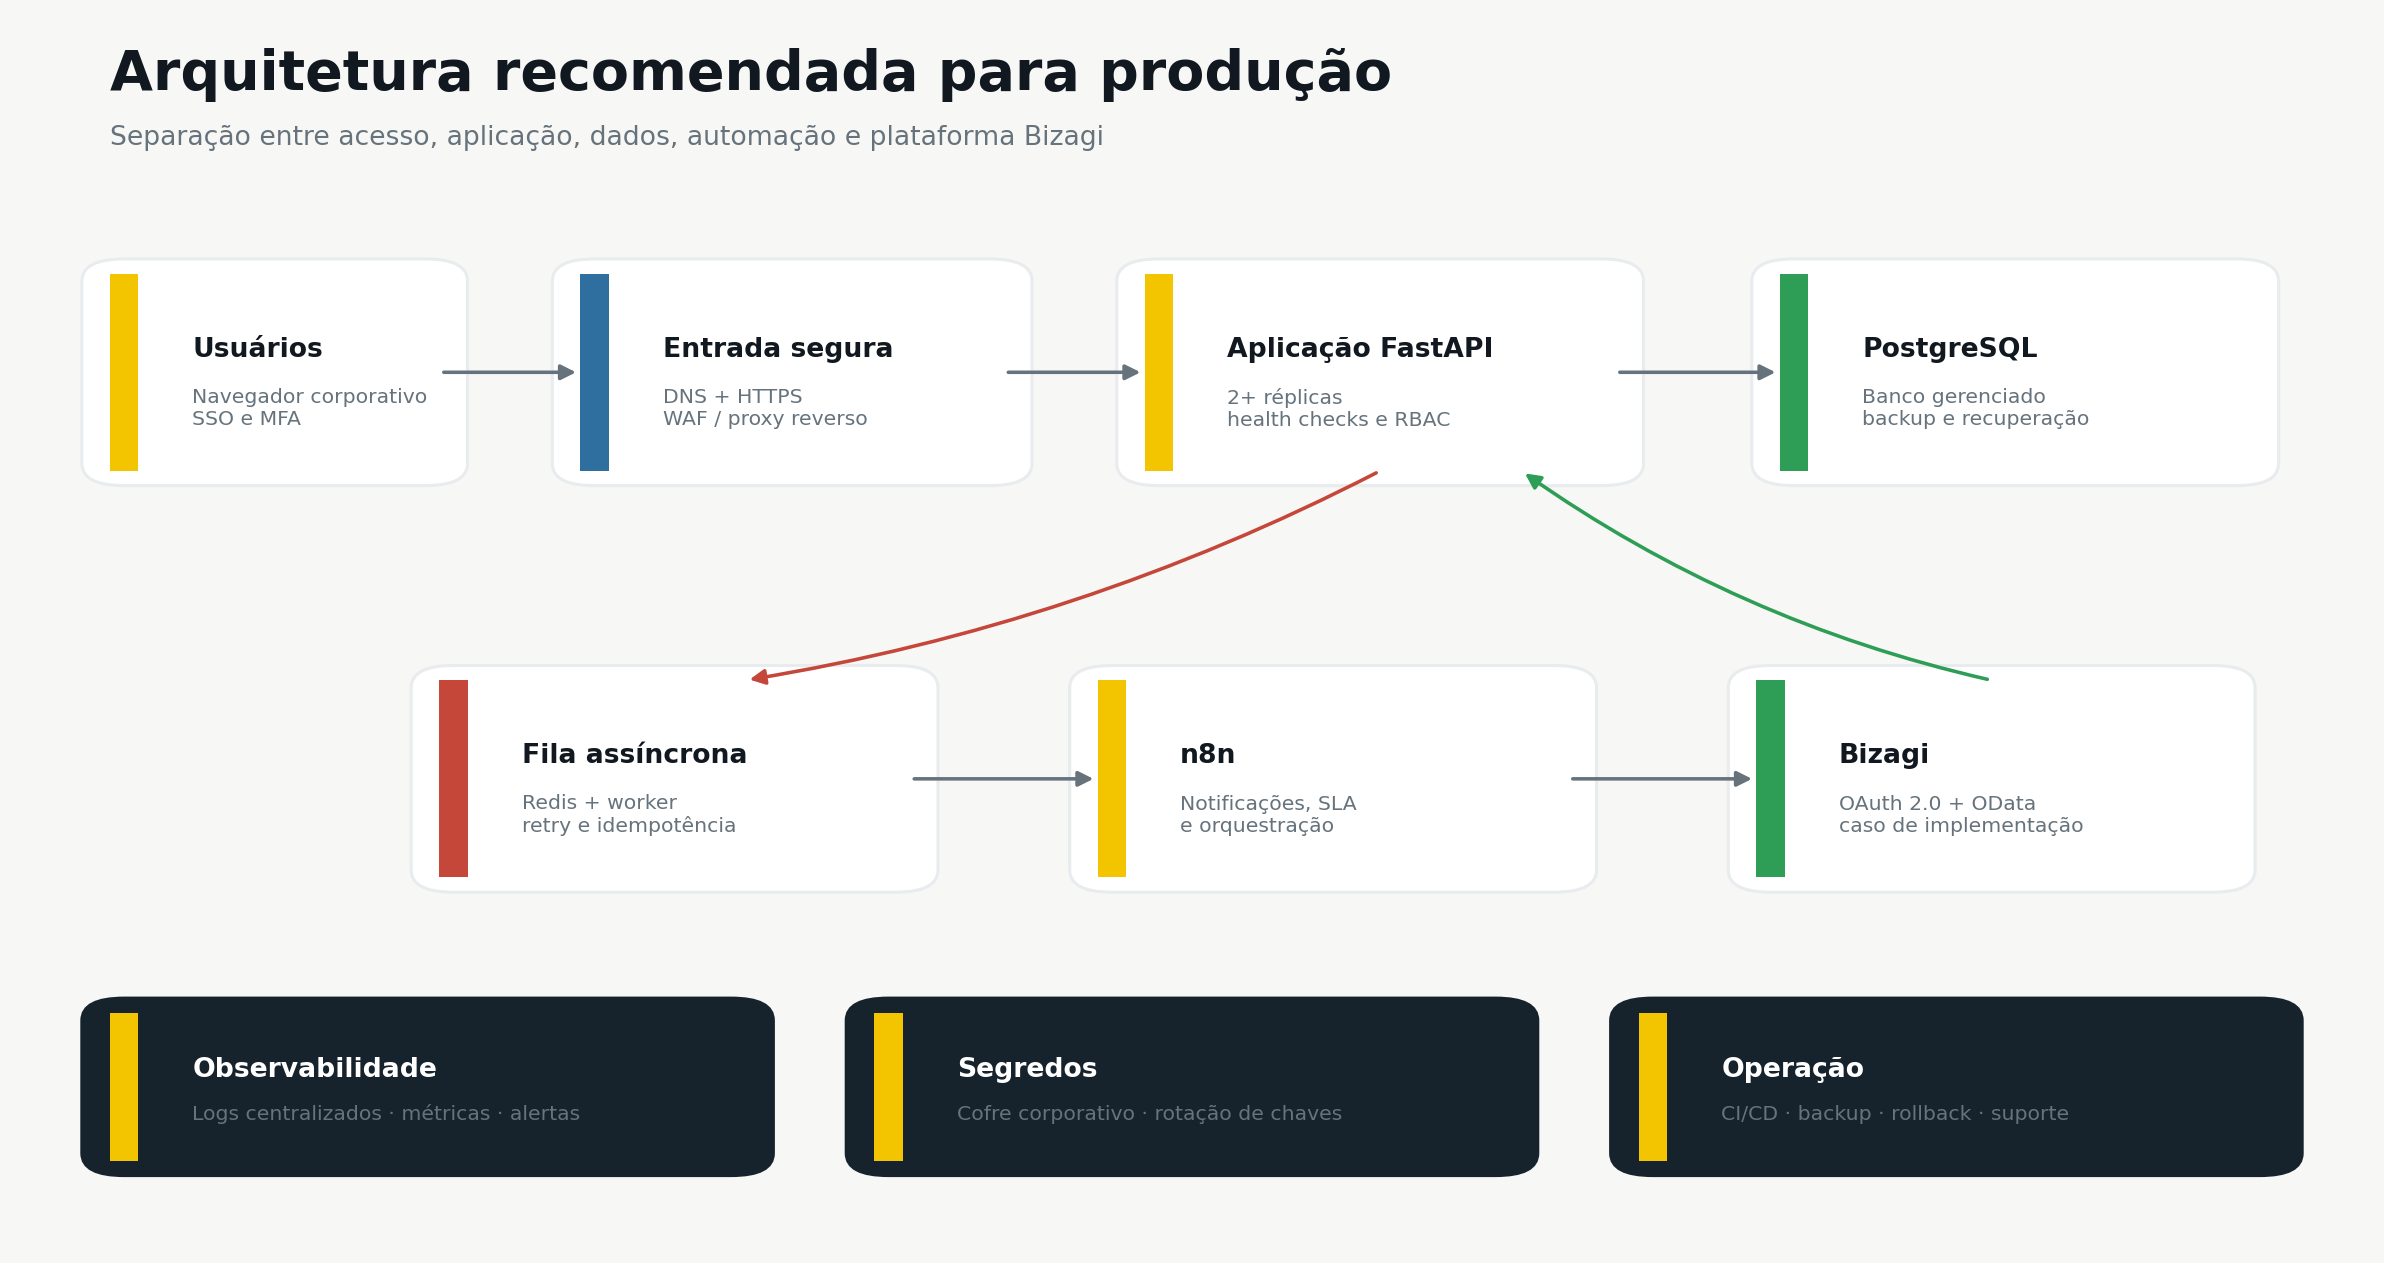 Arquitetura recomendada para produção
Separação entre acesso, aplicação, dados, automação e plataforma Bizagi
Usuários
Navegador corporativo
SSO e MFA
Entrada segura
DNS + HTTPS
WAF / proxy reverso
Aplicação FastAPI
2+ réplicas
health checks e RBAC
PostgreSQL
Banco gerenciado
backup e recuperação
Fila assíncrona
Redis + worker
retry e idempotência
n8n
Notificações, SLA
e orquestração
Bizagi
OAuth 2.0 + OData
caso de implementação
Observabilidade
Logs centralizados · métricas · alertas
Segredos
Cofre corporativo · rotação de chaves
Operação
CI/CD · backup · rollback · suporte